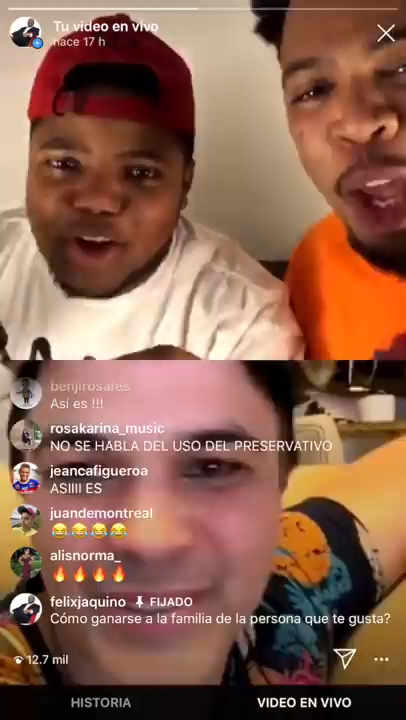 Tu video en vivo
hace 17 h
benjirosales
Asi es !!!
rosakarina_music
NO SE HABLA DEL USO DEL PRESERVATIVO
jeancafigueroa
ASIIII ES
juandemontreal
😂😂😂😂
alisnorma_
🔥🔥🔥🔥
felixjaquino FIJADO
Cómo ganarse a la familia de la persona que te gusta?
12.7 mil
HISTORIA
VIDEO EN VIVO